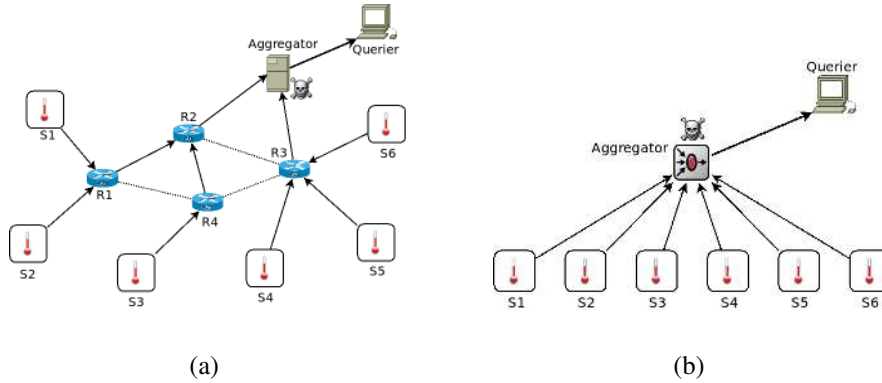 Aggregator
Querier
S1
R2
R3
S6
R1
R4
S2
S3
S4
S5
(a)
Querier
Aggregator
S1 S2 S3 S4 S5 S6
(b)